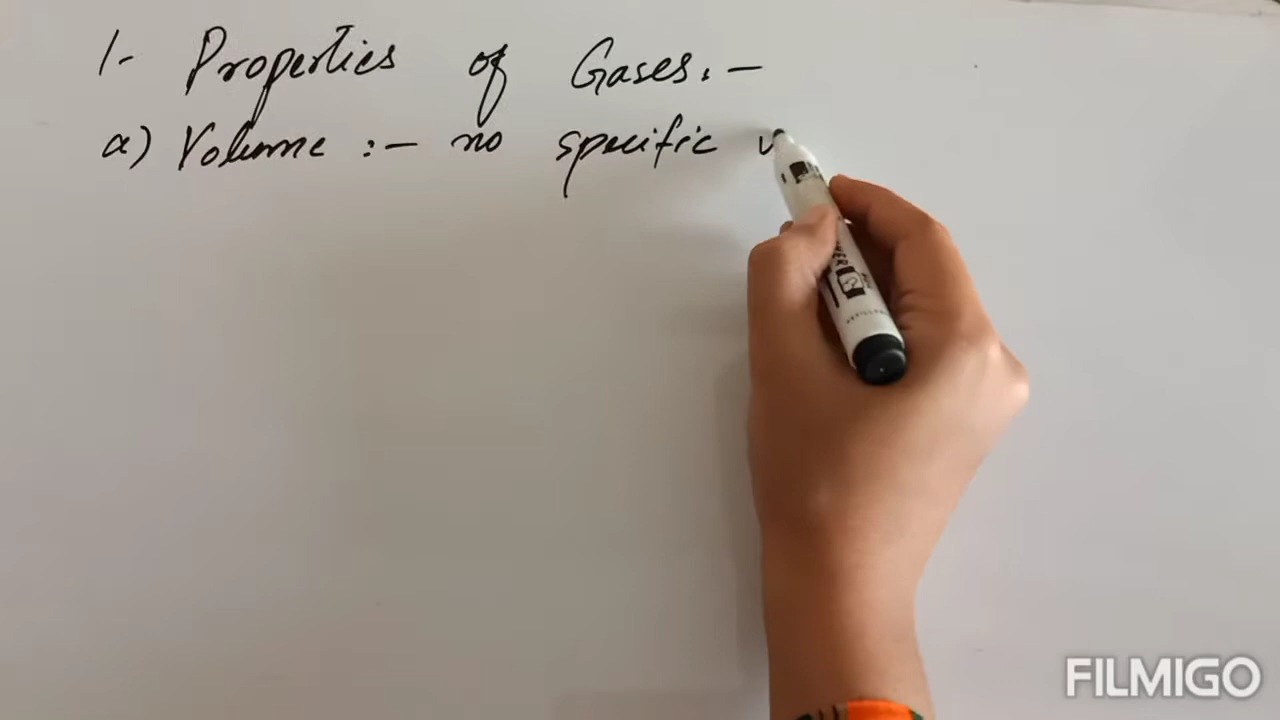 1- Properties of Gases :-
a) Volume :- no specific v
FILMIGO